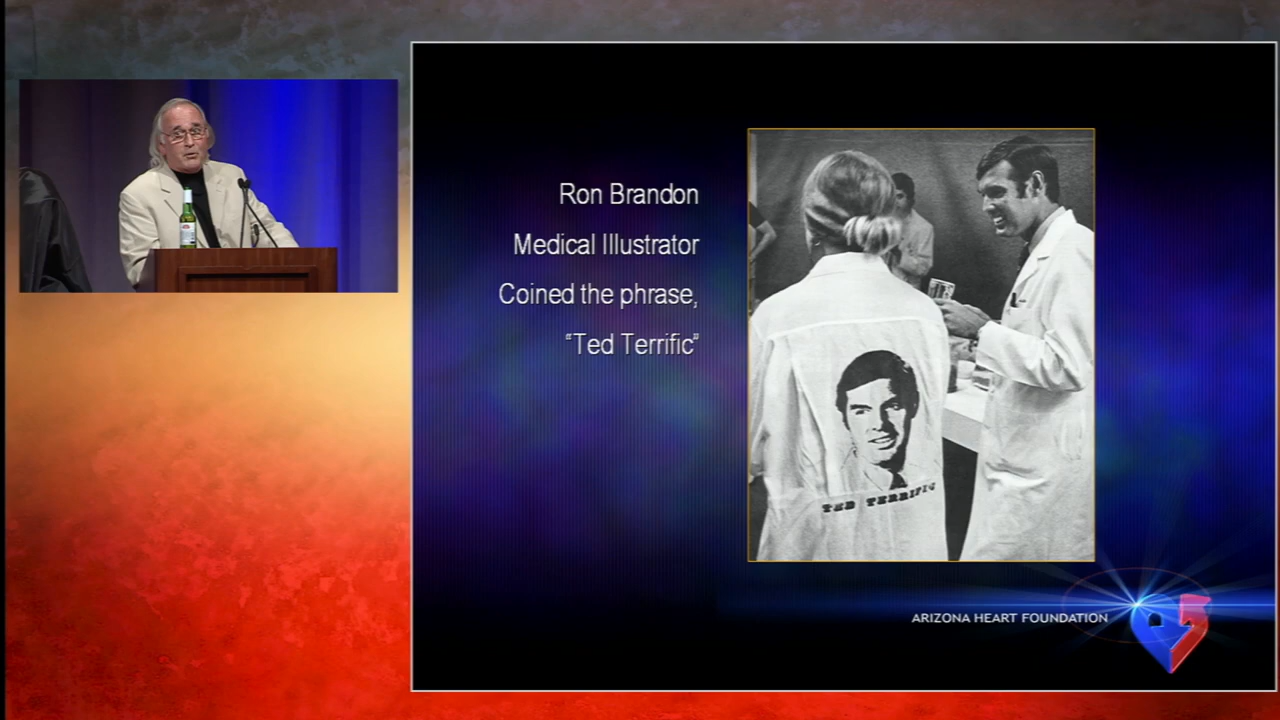 Ron Brandon
Medical Illustrator
Coined the phrase,
“Ted Terrific”
TED TERRIFIC
ARIZONA HEART FOUNDATION